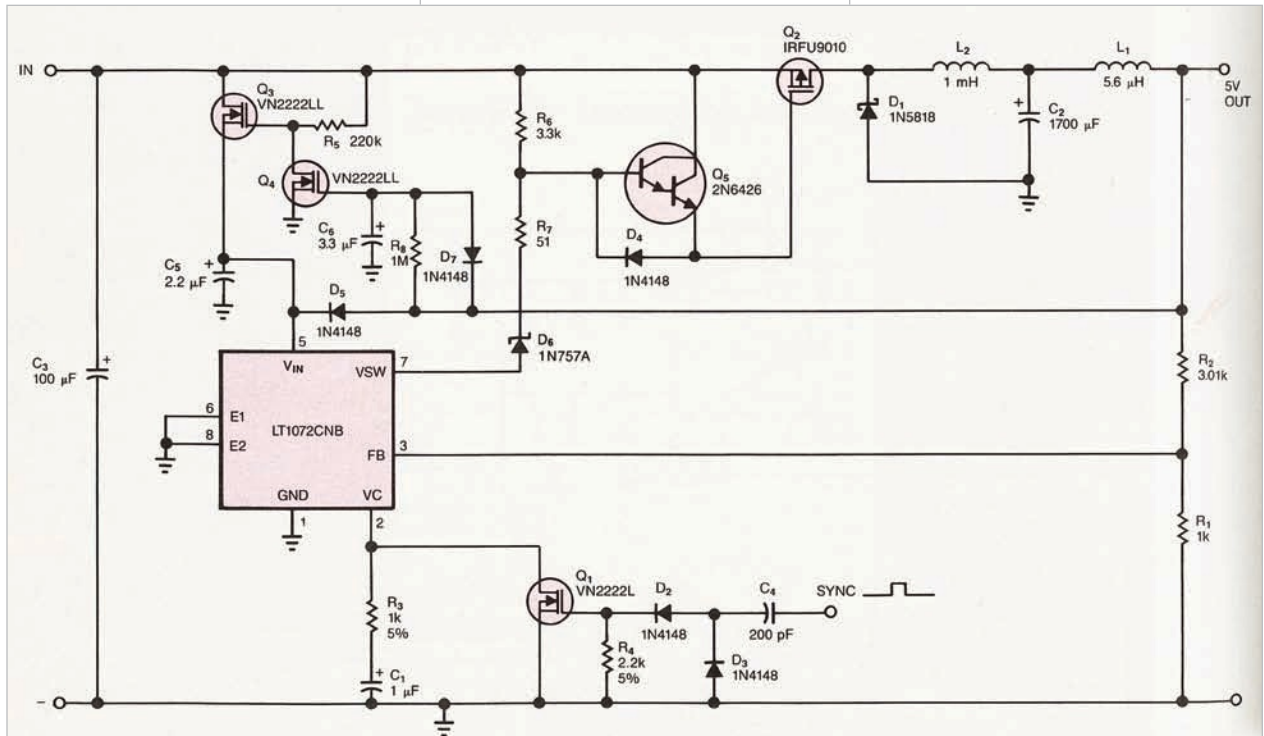 IN
Q3
VN2222LL
R5 220k
Q4
VN2222LL
C6
3.3 µF
R8
1M
D7
1N4148
C5
2.2 µF
D5
1N4148
R6
3.3k
R7
51
Q5
2N6426
D4
1N4148
Q2
IRFU9010
D1
1N5818
L2
1 mH
C2
1700 µF
L1
5.6 µH
5V
OUT
D6
1N757A
C3
100 µF
5
VIN
7
VSW
6
E1
8
E2
LT1072CNB
3
FB
GND
VC
1
2
R2
3.01k
R1
1k
R3
1k
5%
C1
1 µF
Q1
VN2222L
D2
1N4148
R4
2.2k
5%
D3
1N4148
C4
200 pF
SYNC
+
+
+
+
+
–